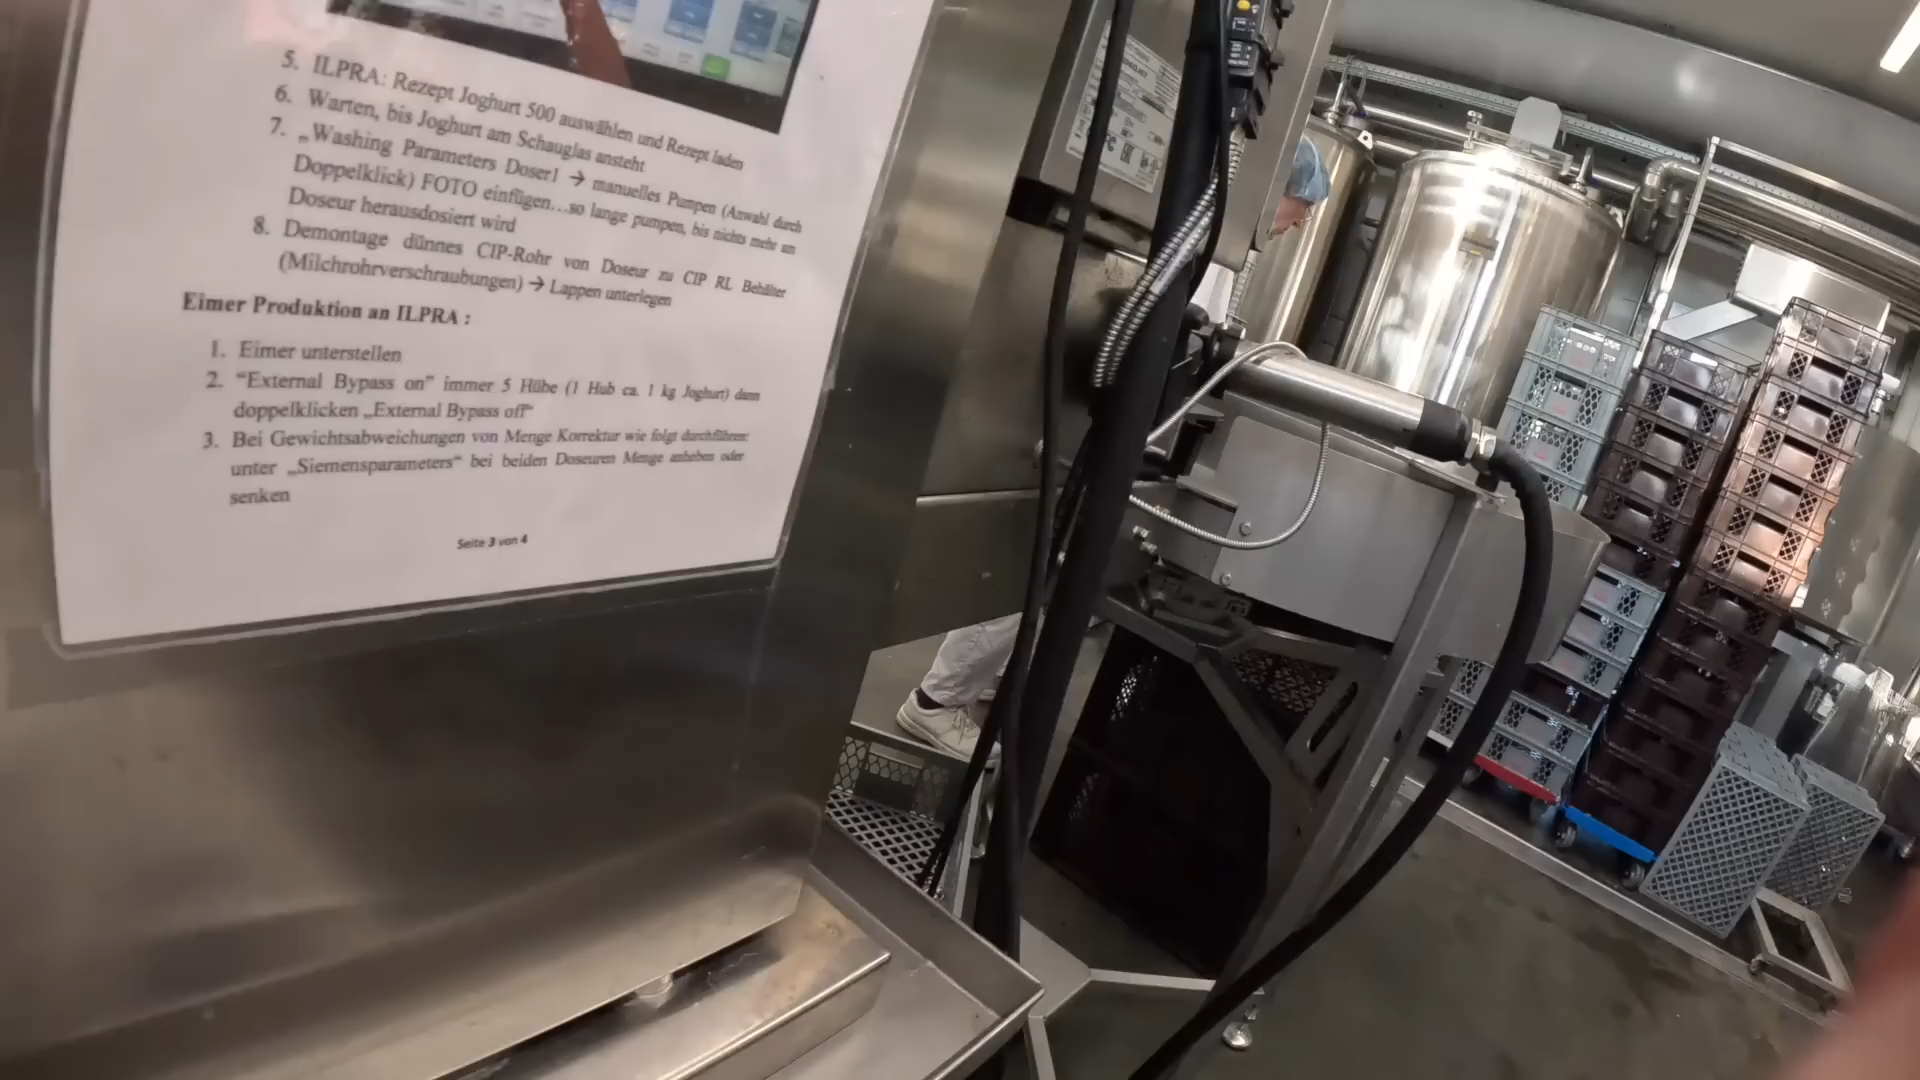 5. ILPRA: Rezept Joghurt 500 auswählen und Rezept laden
6. Warten, bis Joghurt am Schauglas ansteht
7. „Washing Parameters Doser1 → manuelles Pumpen (Anwahl durch
Doppelklick) FOTO einfügen…so lange pumpen, bis nichts mehr am
Doseur herausdosiert wird
8. Demontage dünnes CIP-Rohr von Doseur zu CIP RL Behälter
(Milchrohrverschraubungen) → Lappen unterlegen
Eimer Produktion an ILPRA :
1. Eimer unterstellen
2. “External Bypass on” immer 5 Hübe (1 Hub ca. 1 kg Joghurt) dann
doppelklicken „External Bypass off“
3. Bei Gewichtsabweichungen von Menge Korrektur wie folgt durchführen:
unter „Siemensparameters“ bei beiden Doseuren Menge anheben oder
senken
Seite 3 von 4